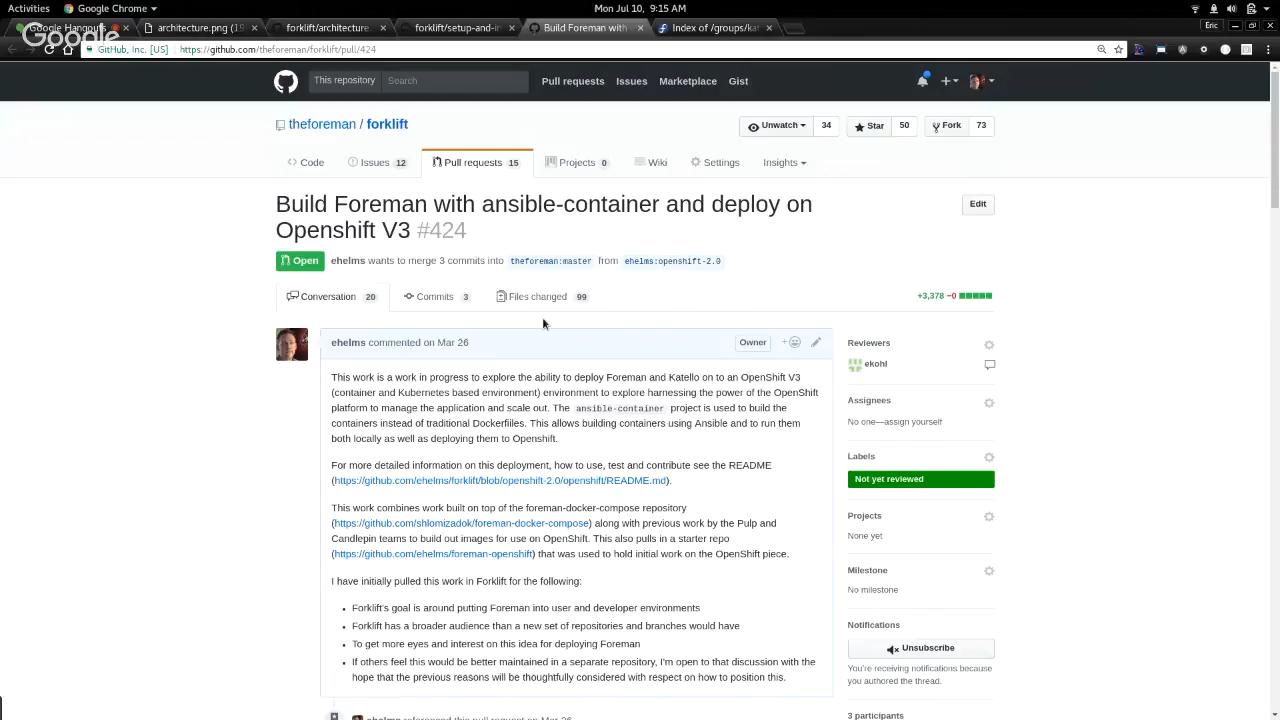 Activities Google Chrome Mon Jul 10, 9:15 AM
Google Hangouts architecture.png (19 forklift/architecture. forklift/setup-and-in Build Foreman with Index of /groups/kat Eric
GitHub, Inc. [US] https://github.com/theforeman/forklift/pull/424
Google
This repository Search Pull requests Issues Marketplace Gist
theforeman / forklift Unwatch 34 Star 50 Fork 73
Code Issues 12 Pull requests 15 Projects 0 Wiki Settings Insights
Build Foreman with ansible-container and deploy on
Openshift V3 #424
Edit
Open ehelms wants to merge 3 commits into theforeman:master from ehelms:openshift-2.0
Conversation 20 Commits 3 Files changed 99 +3,378 −0
ehelms commented on Mar 26 Owner
This work is a work in progress to explore the ability to deploy Foreman and Katello on to an OpenShift V3
(container and Kubernetes based environment) environment to explore harnessing the power of the OpenShift
platform to manage the application and scale out. The ansible-container project is used to build the
containers instead of traditional Dockerfiiles. This allows building containers using Ansible and to run them
both locally as well as deploying them to Openshift.
For more detailed information on this deployment, how to use, test and contribute see the README
(https://github.com/ehelms/forklift/blob/openshift-2.0/openshift/README.md).
This work combines work built on top of the foreman-docker-compose repository
(https://github.com/shlomizadok/foreman-docker-compose) along with previous work by the Pulp and
Candlepin teams to build out images for use on OpenShift. This also pulls in a starter repo
(https://github.com/ehelms/foreman-openshift) that was used to hold initial work on the OpenShift piece.
I have initially pulled this work in Forklift for the following:
• Forklift's goal is around putting Foreman into user and developer environments
• Forklift has a broader audience than a new set of repositories and branches would have
• To get more eyes and interest on this idea for deploying Foreman
• If others feel this would be better maintained in a separate repository, I'm open to that discussion with the
hope that the previous reasons will be thoughtfully considered with respect on how to position this.
ehelms referenced this pull request on Mar 26
Reviewers
ekohl
Assignees
No one—assign yourself
Labels
Not yet reviewed
Projects
None yet
Milestone
No milestone
Notifications
Unsubscribe
You're receiving notifications because
you authored the thread.
3 participants